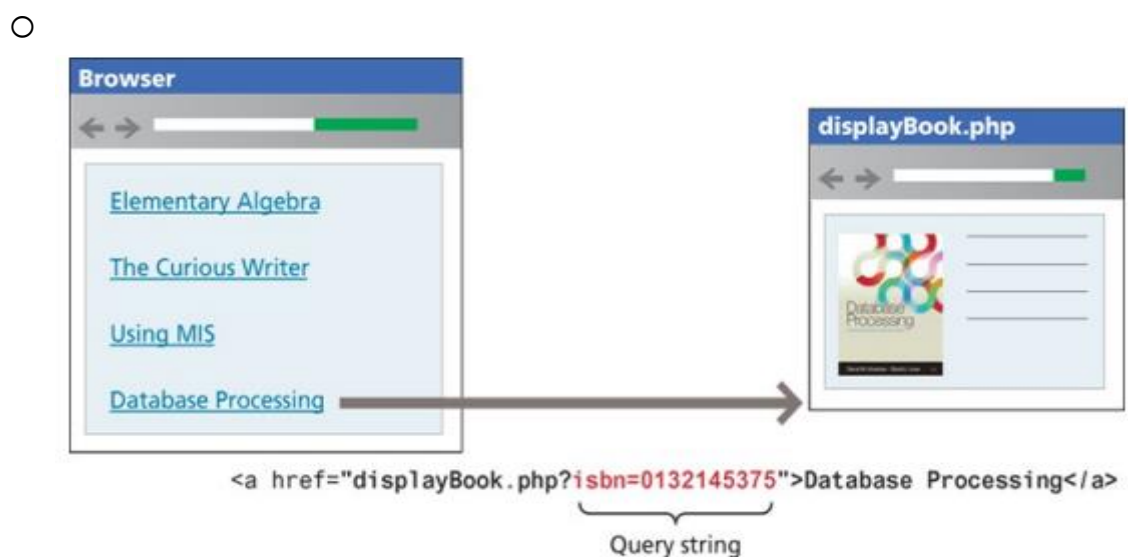 Browser
Elementary Algebra
The Curious Writer
Using MIS
Database Processing
displayBook.php
Database
Processing
<a href="displayBook.php?isbn=0132145375">Database Processing</a>
Query string